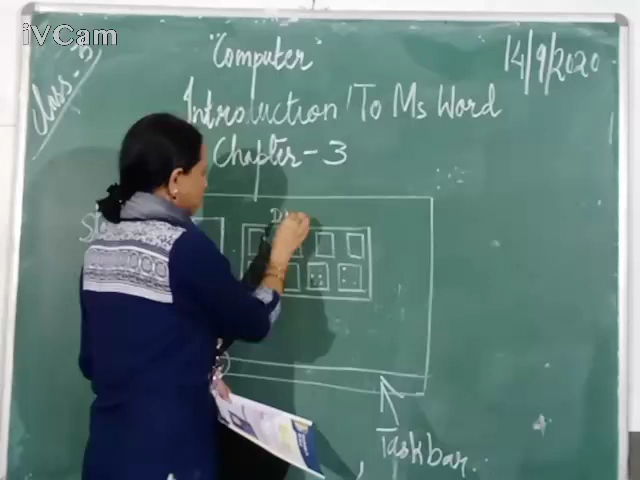 iVCam
Class-3
"Computer"
14/9/2020
Introduction To Ms Word
Chapter-3
Taskbar